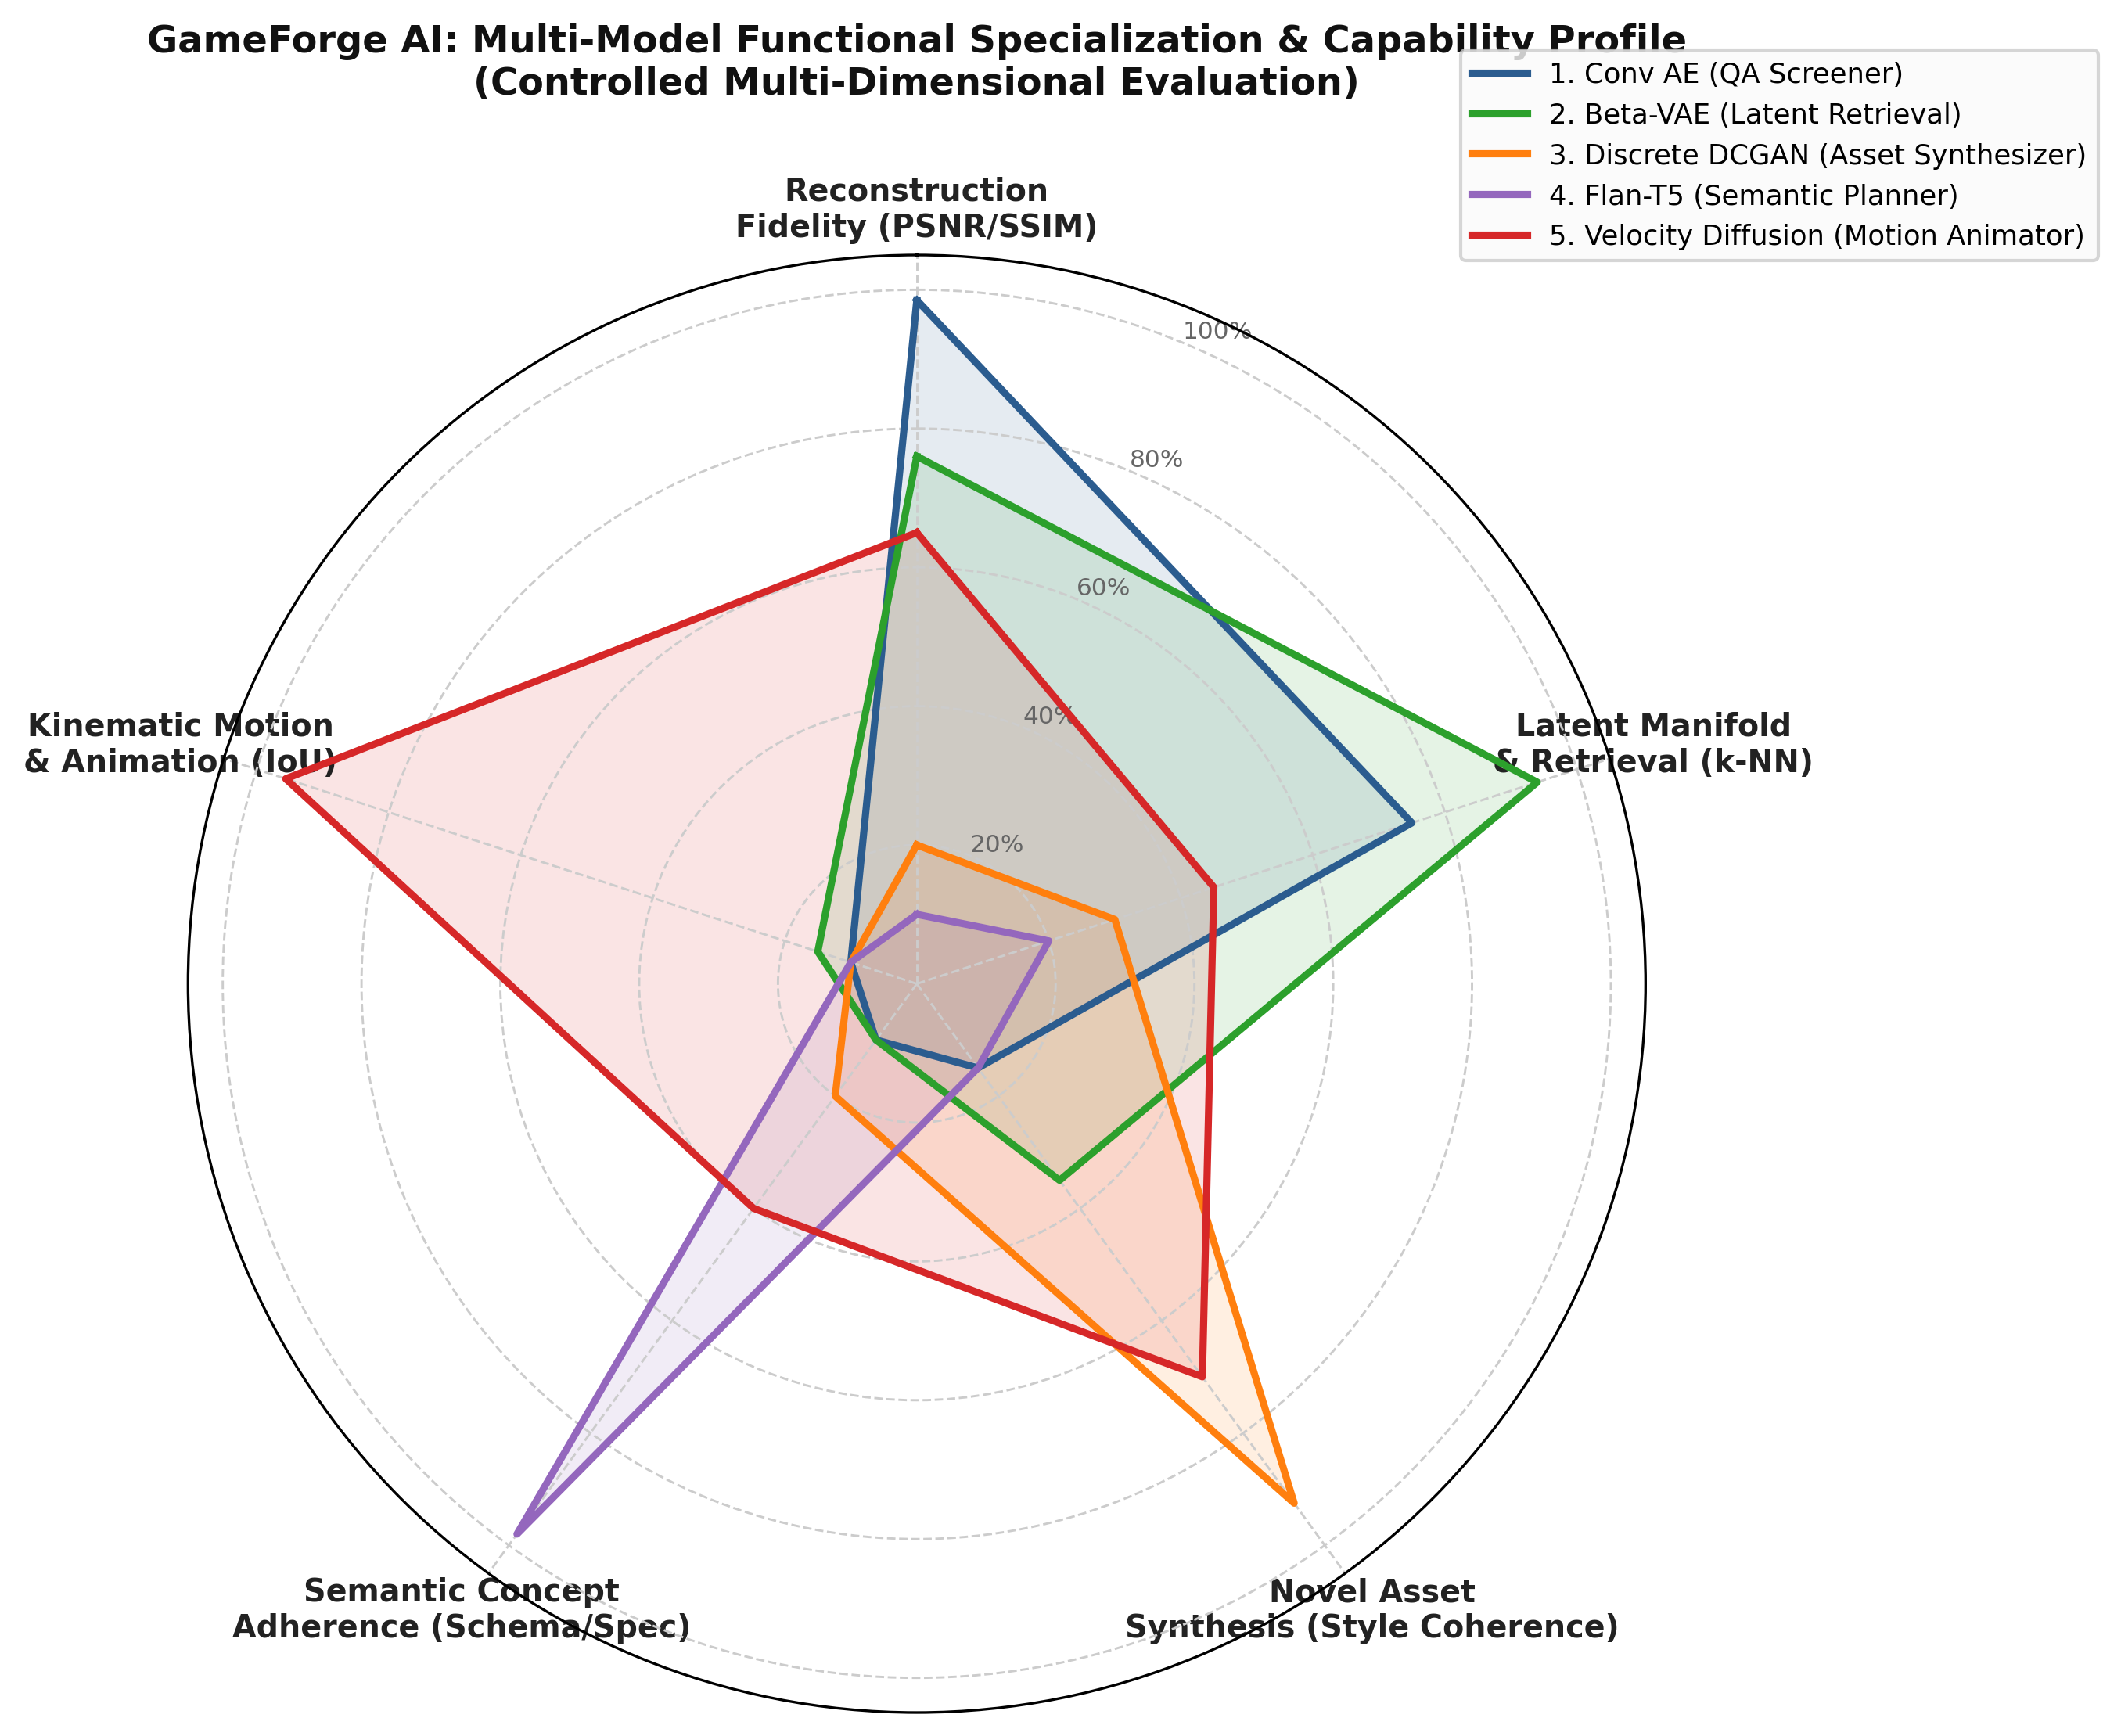 GameForge AI: Multi-Model Functional Specialization & Capability Profile
(Controlled Multi-Dimensional Evaluation)
1. Conv AE (QA Screener)
2. Beta-VAE (Latent Retrieval)
3. Discrete DCGAN (Asset Synthesizer)
4. Flan-T5 (Semantic Planner)
5. Velocity Diffusion (Motion Animator)
Reconstruction
Fidelity (PSNR/SSIM)
100%
80%
60%
40%
20%
Kinematic Motion
& Animation (IoU)
Latent Manifold
& Retrieval (k-NN)
Semantic Concept
Adherence (Schema/Spec)
Novel Asset
Synthesis (Style Coherence)